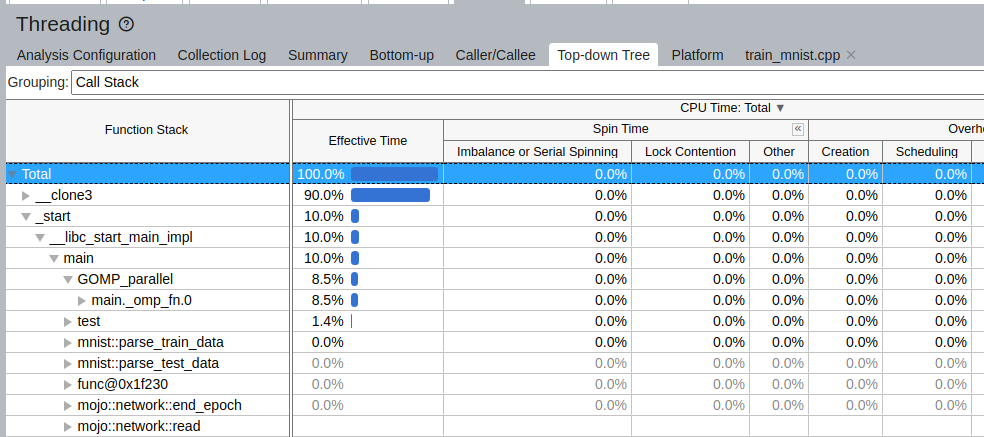 Threading ?
Analysis Configuration Collection Log Summary Bottom-up Caller/Callee Top-down Tree Platform train_mnist.cpp ×
Grouping: Call Stack
CPU Time: Total ▼
Function Stack Effective Time Spin Time « Overhe
Imbalance or Serial Spinning Lock Contention Other Creation Scheduling
Total 100.0% 0.0% 0.0% 0.0% 0.0% 0.0%
__clone3 90.0% 0.0% 0.0% 0.0% 0.0% 0.0%
_start 10.0% 0.0% 0.0% 0.0% 0.0% 0.0%
__libc_start_main_impl 10.0% 0.0% 0.0% 0.0% 0.0% 0.0%
main 10.0% 0.0% 0.0% 0.0% 0.0% 0.0%
GOMP_parallel 8.5% 0.0% 0.0% 0.0% 0.0% 0.0%
main._omp_fn.0 8.5% 0.0% 0.0% 0.0% 0.0% 0.0%
test 1.4% 0.0% 0.0% 0.0% 0.0% 0.0%
mnist::parse_train_data 0.0% 0.0% 0.0% 0.0% 0.0% 0.0%
mnist::parse_test_data 0.0% 0.0% 0.0% 0.0% 0.0% 0.0%
func@0x1f230 0.0% 0.0% 0.0% 0.0% 0.0% 0.0%
mojo::network::end_epoch 0.0% 0.0% 0.0% 0.0% 0.0% 0.0%
mojo::network::read